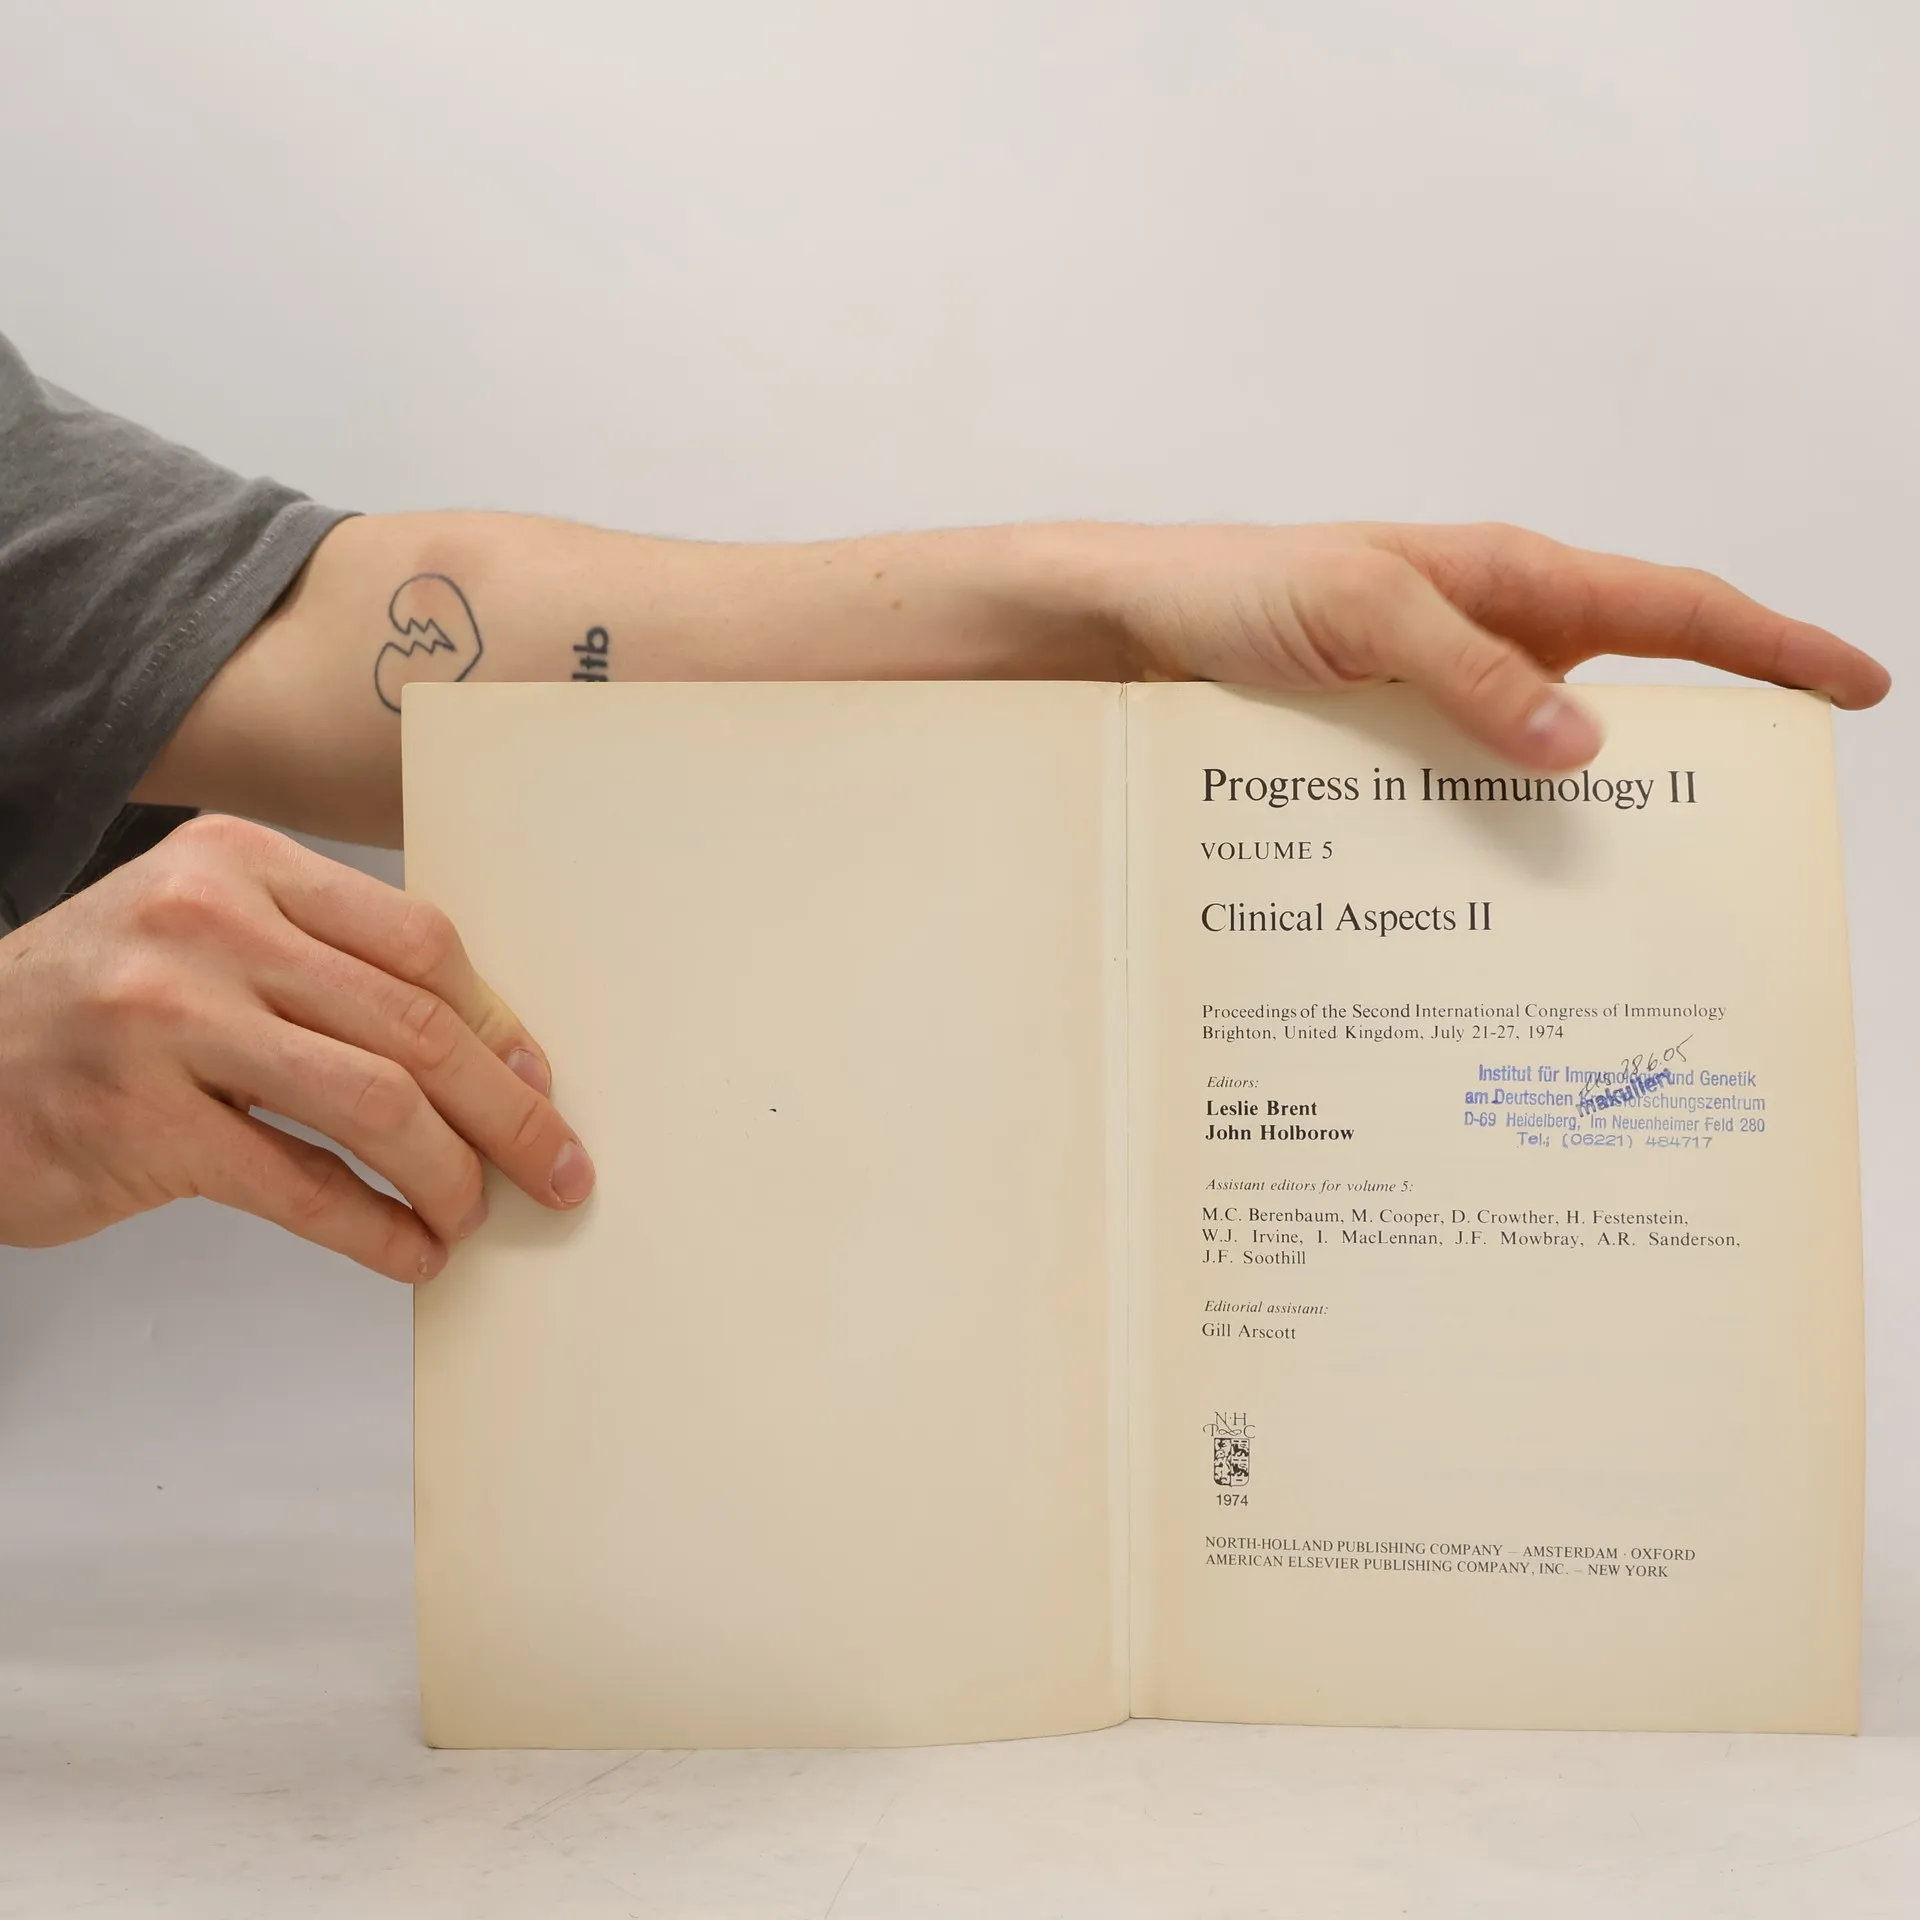 dtb
Progress in Immunology II
VOLUME 5
Clinical Aspects II
Proceedings of the Second International Congress of Immunology
Brighton, United Kingdom, July 21-27, 1974
28.6.05
Institut für Immunologie und Genetik
am Deutschen Krebsforschungszentrum
makuliert
D-69 Heidelberg, Im Neuenheimer Feld 280
Tel.; (06221) 484717
Editors:
Leslie Brent
John Holborow
Assistant editors for volume 5:
M.C. Berenbaum, M. Cooper, D. Crowther, H. Festenstein,
W.J. Irvine, I. MacLennan, J.F. Mowbray, A.R. Sanderson,
J.F. Soothill
Editorial assistant:
Gill Arscott
N·H
P C
1974
NORTH-HOLLAND PUBLISHING COMPANY – AMSTERDAM · OXFORD
AMERICAN ELSEVIER PUBLISHING COMPANY, INC. – NEW YORK